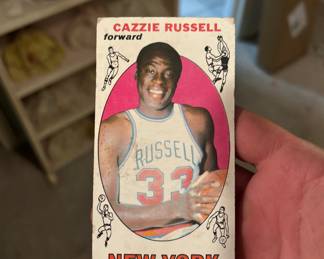 CAZZIE RUSSELL
forward
RUSSELL
33
NEW YORK